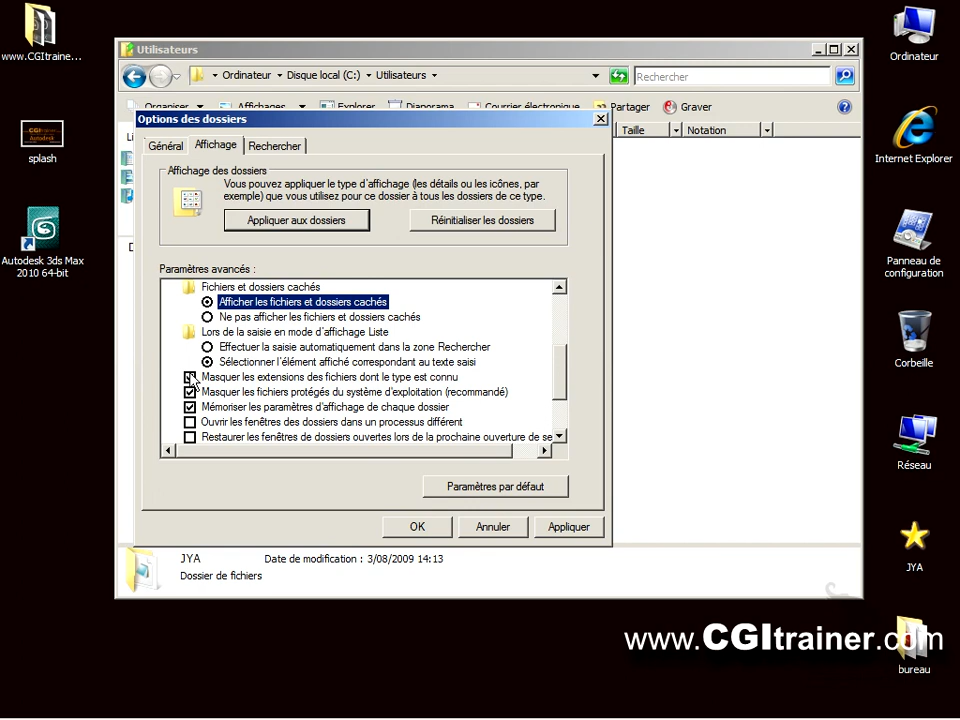 www.CGItraine...
splash
Autodesk 3ds Max
2010 64-bit
Utilisateurs
Ordinateur
Disque local (C:)
Utilisateurs
Rechercher
Organiser
Affichages
Explorer
Diaporama
Courrier électronique
Partager
Graver
Li
D
Taille
Notation
Options des dossiers
Général
Affichage
Rechercher
Affichage des dossiers
Vous pouvez appliquer le type d'affichage (les détails ou les icônes, par
exemple) que vous utilisez pour ce dossier à tous les dossiers de ce type.
Appliquer aux dossiers
Réinitialiser les dossiers
Paramètres avancés :
Fichiers et dossiers cachés
Afficher les fichiers et dossiers cachés
Ne pas afficher les fichiers et dossiers cachés
Lors de la saisie en mode d'affichage Liste
Effectuer la saisie automatiquement dans la zone Rechercher
Sélectionner l'élément affiché correspondant au texte saisi
Masquer les extensions des fichiers dont le type est connu
Masquer les fichiers protégés du système d'exploitation (recommandé)
Mémoriser les paramètres d'affichage de chaque dossier
Ouvrir les fenêtres des dossiers dans un processus différent
Restaurer les fenêtres de dossiers ouvertes lors de la prochaine ouverture de se
Paramètres par défaut
OK
Annuler
Appliquer
JYA
Date de modification : 3/08/2009 14:13
Dossier de fichiers
Ordinateur
Internet Explorer
Panneau de
configuration
Corbeille
Réseau
JYA
www.CGItrainer.com
bureau